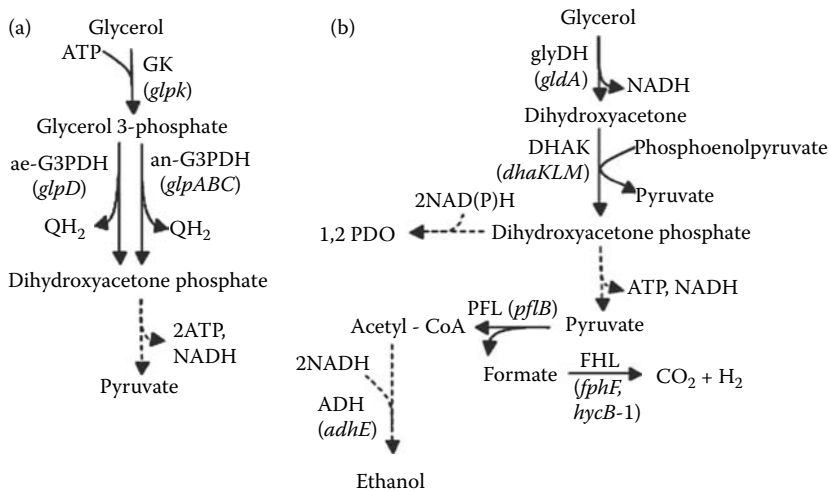 (a)
Glycerol
ATP
GK
(glpk)
Glycerol 3-phosphate
ae-G3PDH
(glpD)
an-G3PDH
(glpABC)
QH2
QH2
Dihydroxyacetone phosphate
2ATP,
NADH
Pyruvate
(b)
Glycerol
glyDH
(gldA)
NADH
Dihydroxyacetone
DHAK
(dhaKLM)
Phosphoenolpyruvate
Pyruvate
2NAD(P)H
1,2 PDO
Dihydroxyacetone phosphate
ATP, NADH
PFL (pflB)
Acetyl - CoA
Pyruvate
2NADH
Formate
FHL
(fphF,
hycB-1)
CO2 + H2
ADH
(adhE)
Ethanol